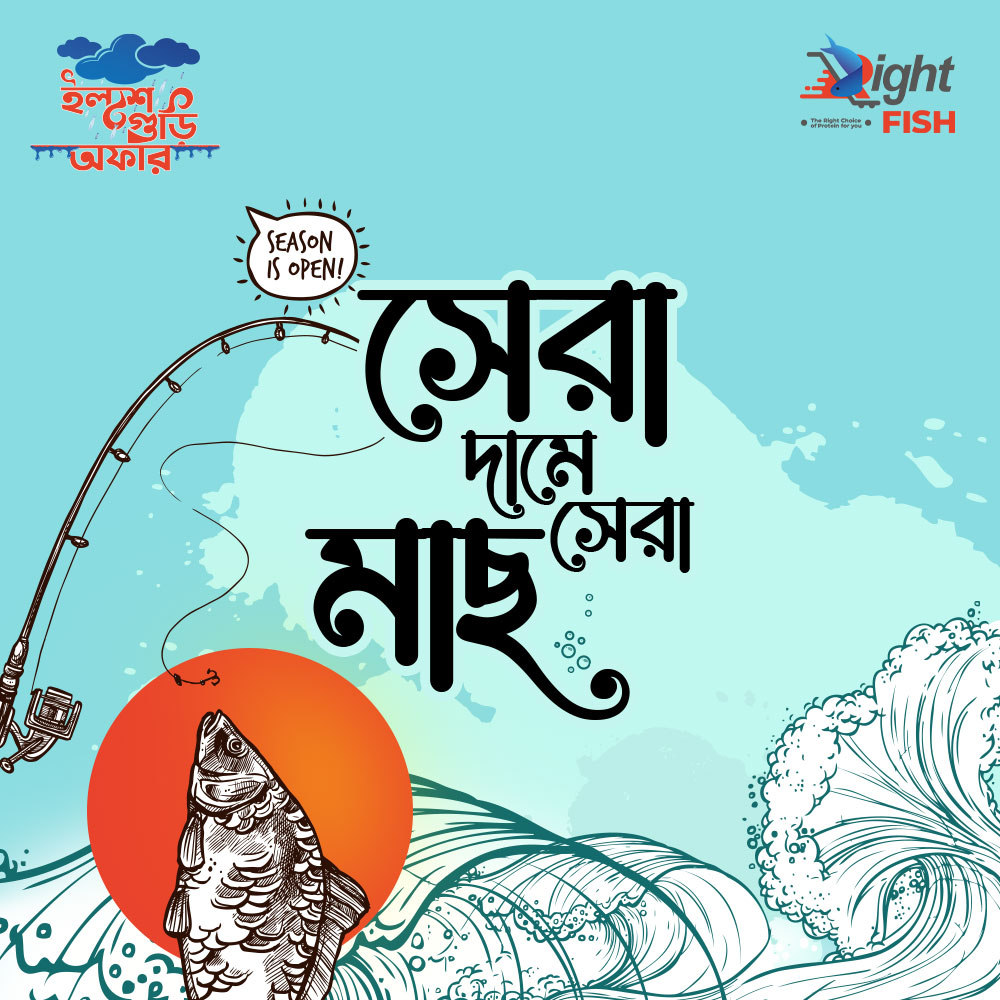 ইলশে
গুড়ি
অফার
Right
FISH
The Right Choice
of Protein for you
SEASON
IS OPEN!
সেরা
দামে
সেরা
মাছ